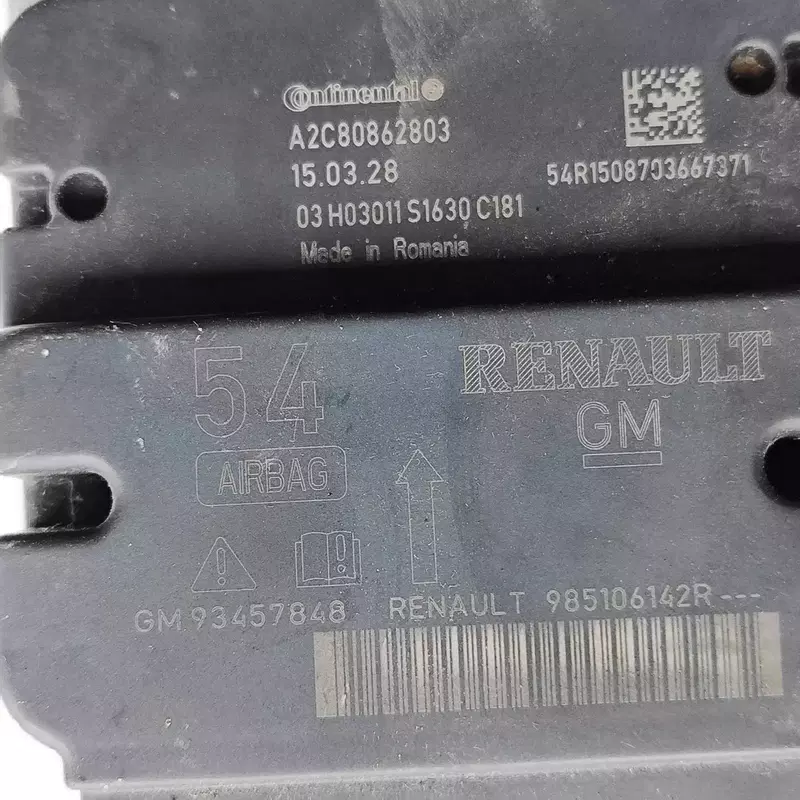 Continental
A2C80862803
15.03.28
54R1508703667371
03 H03011 S1630 C181
Made in Romania
54
RENAULT
GM
AIRBAG
GM 93457848 RENAULT 985106142R---